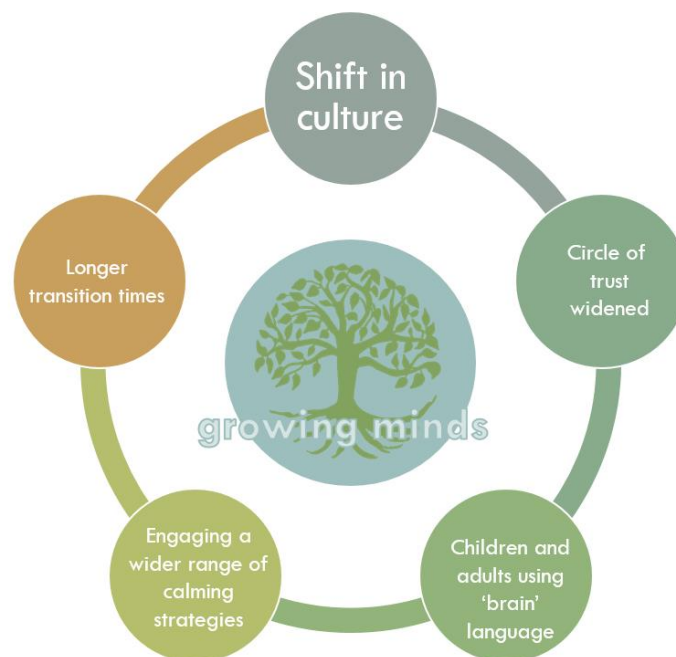 Shift in
culture
Circle of
trust
widened
Children and
adults using
‘brain’
language
Engaging a
wider range of
calming
strategies
Longer
transition times
growing minds